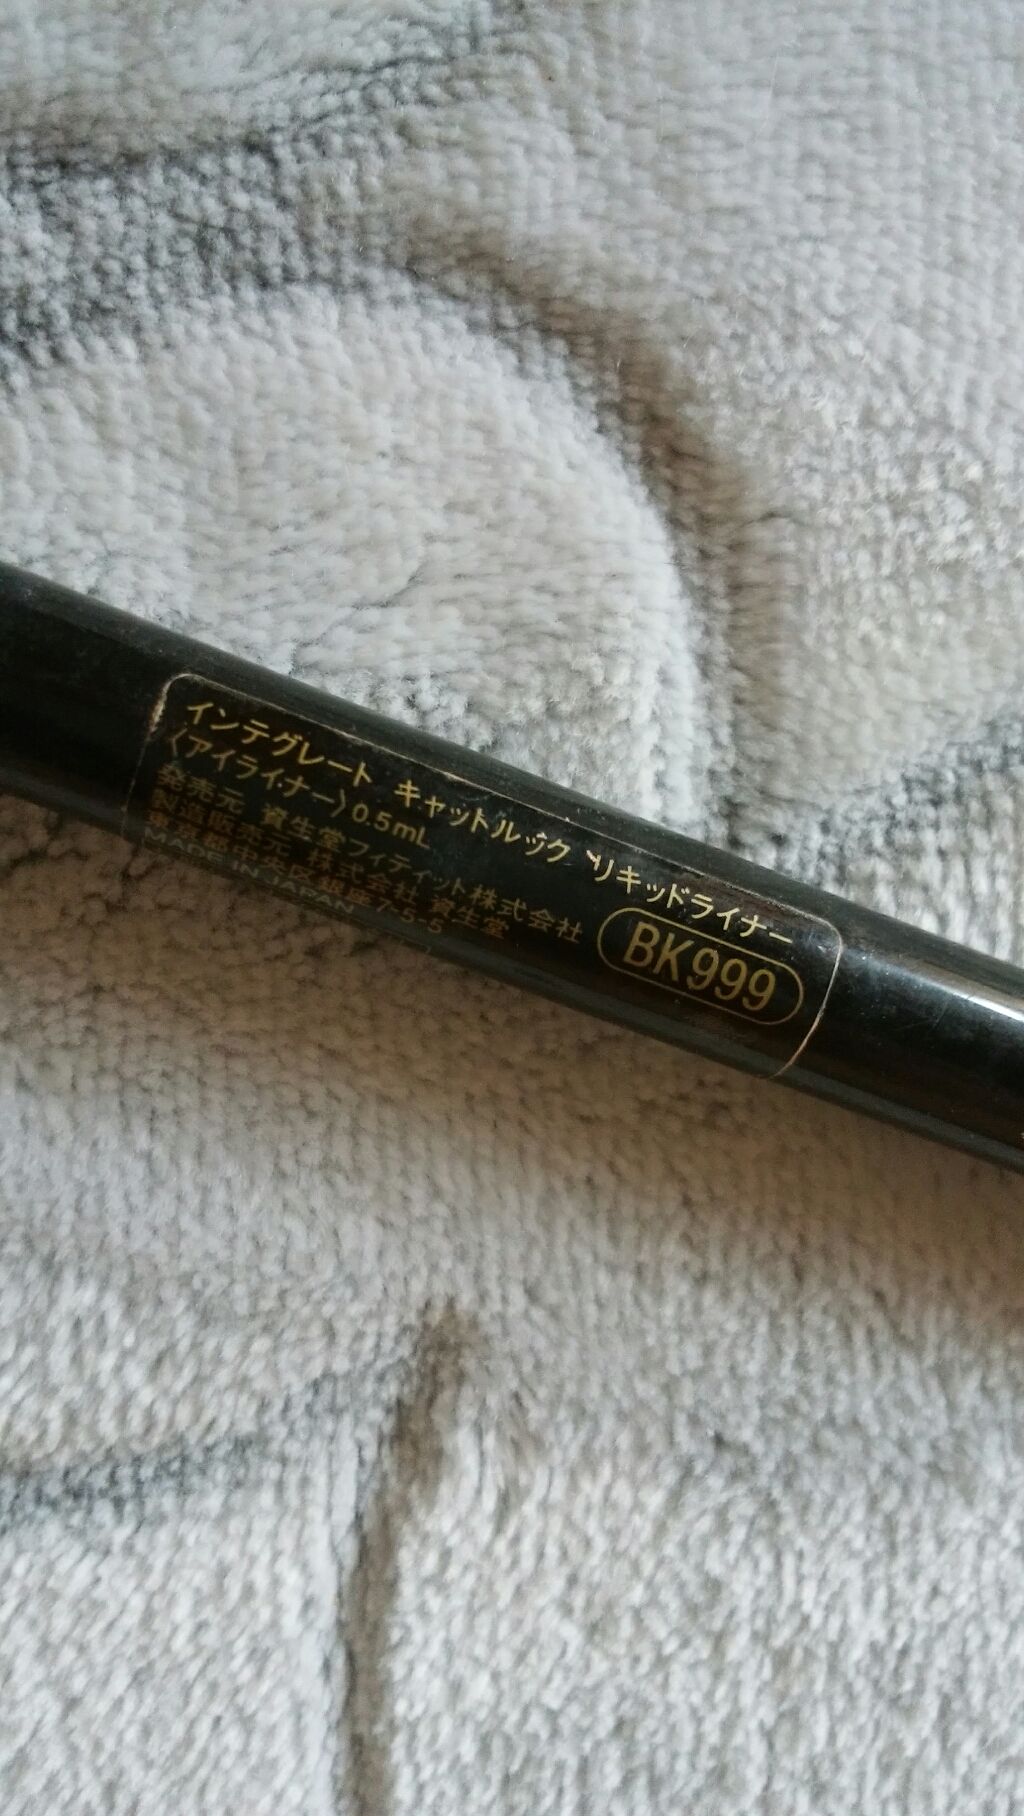 インテグレート キャットルック リキッドライナー
〈アイライナー〉0.5mL
発売元 資生堂フィティット株式会社
製造販売元 株式会社 資生堂
東京都中央区銀座7-5-5
MADE IN JAPAN
BK999